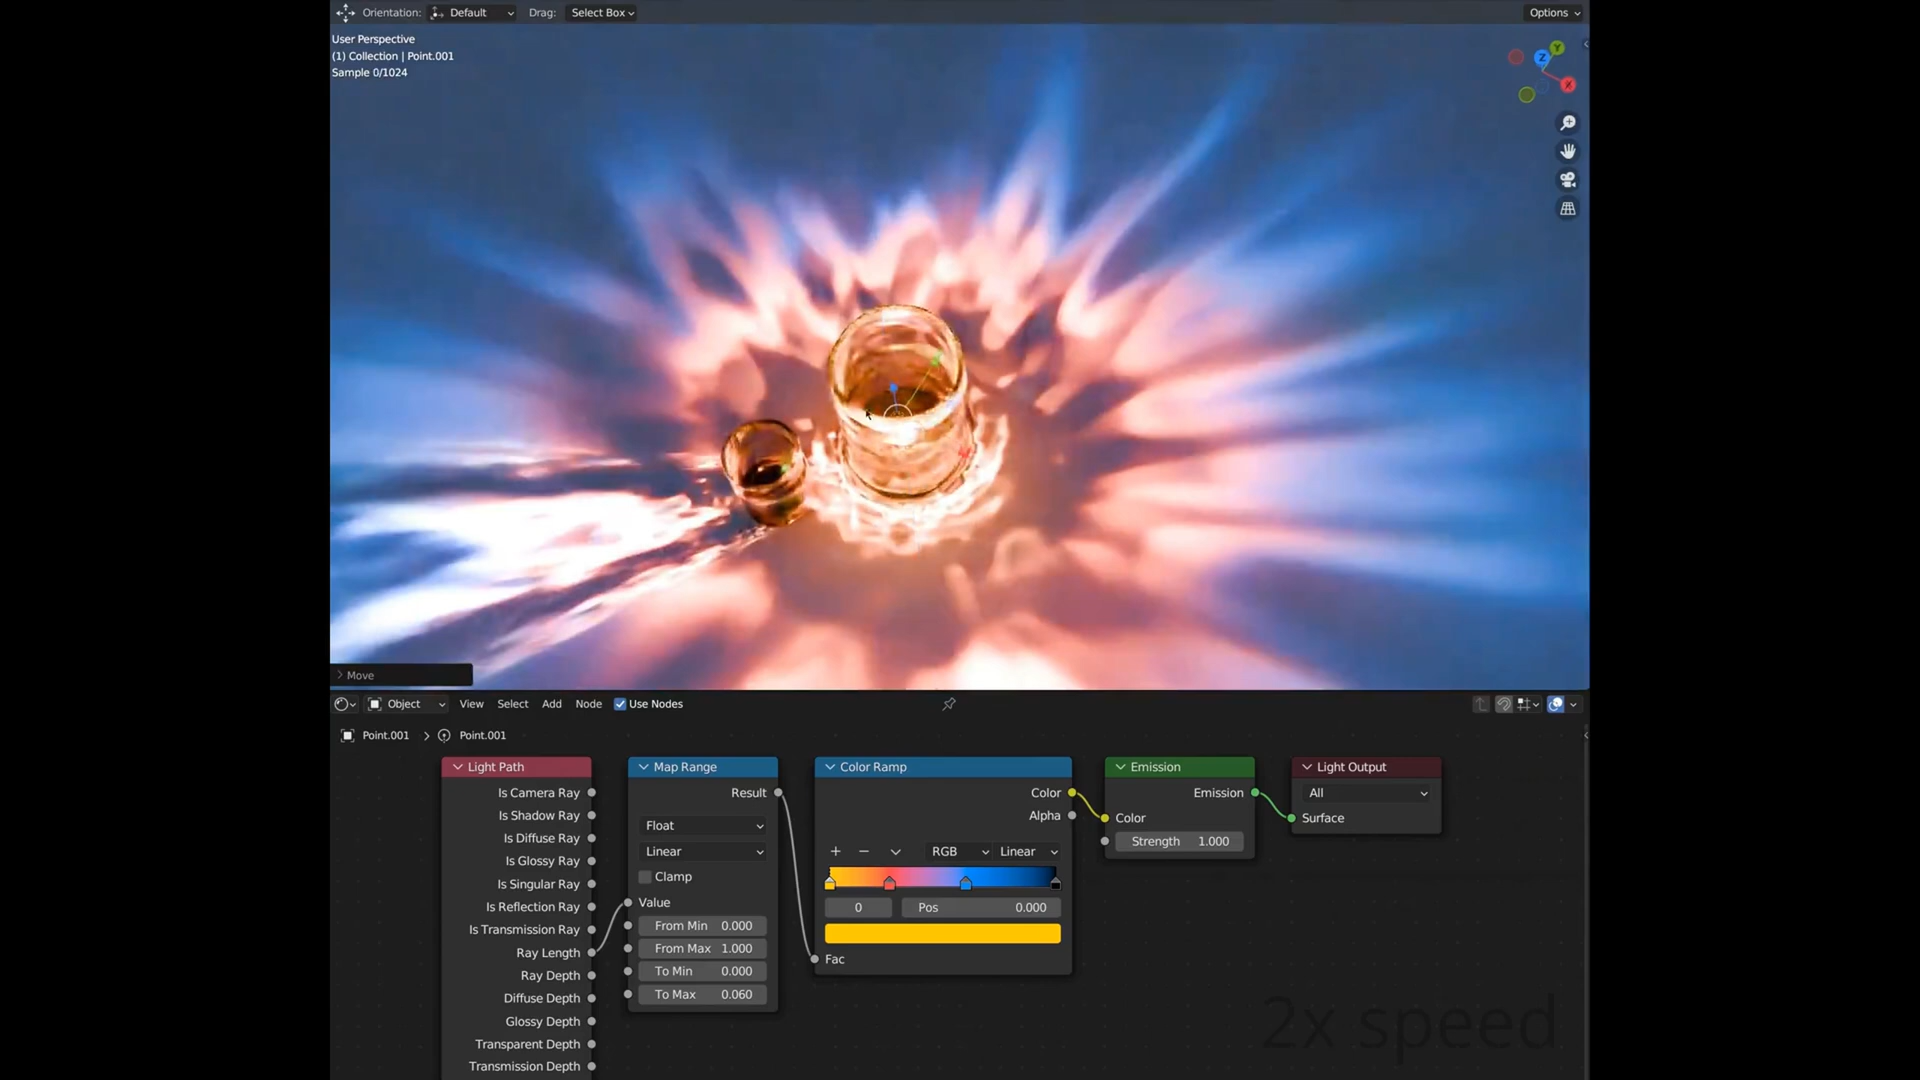 Orientation: Default Drag: Select Box Options
User Perspective
(1) Collection | Point.001
Sample 0/1024
Y
Z
X
Move
Object View Select Add Node Use Nodes
Point.001 > Point.001
Light Path
Is Camera Ray
Is Shadow Ray
Is Diffuse Ray
Is Glossy Ray
Is Singular Ray
Is Reflection Ray
Is Transmission Ray
Ray Length
Ray Depth
Diffuse Depth
Glossy Depth
Transparent Depth
Transmission Depth
Map Range
Result
Float
Linear
Clamp
Value
From Min 0.000
From Max 1.000
To Min 0.000
To Max 0.060
Color Ramp
Color
Alpha
RGB Linear
0 Pos 0.000
Fac
Emission
Emission
Color
Strength 1.000
Light Output
All
Surface
2x speed